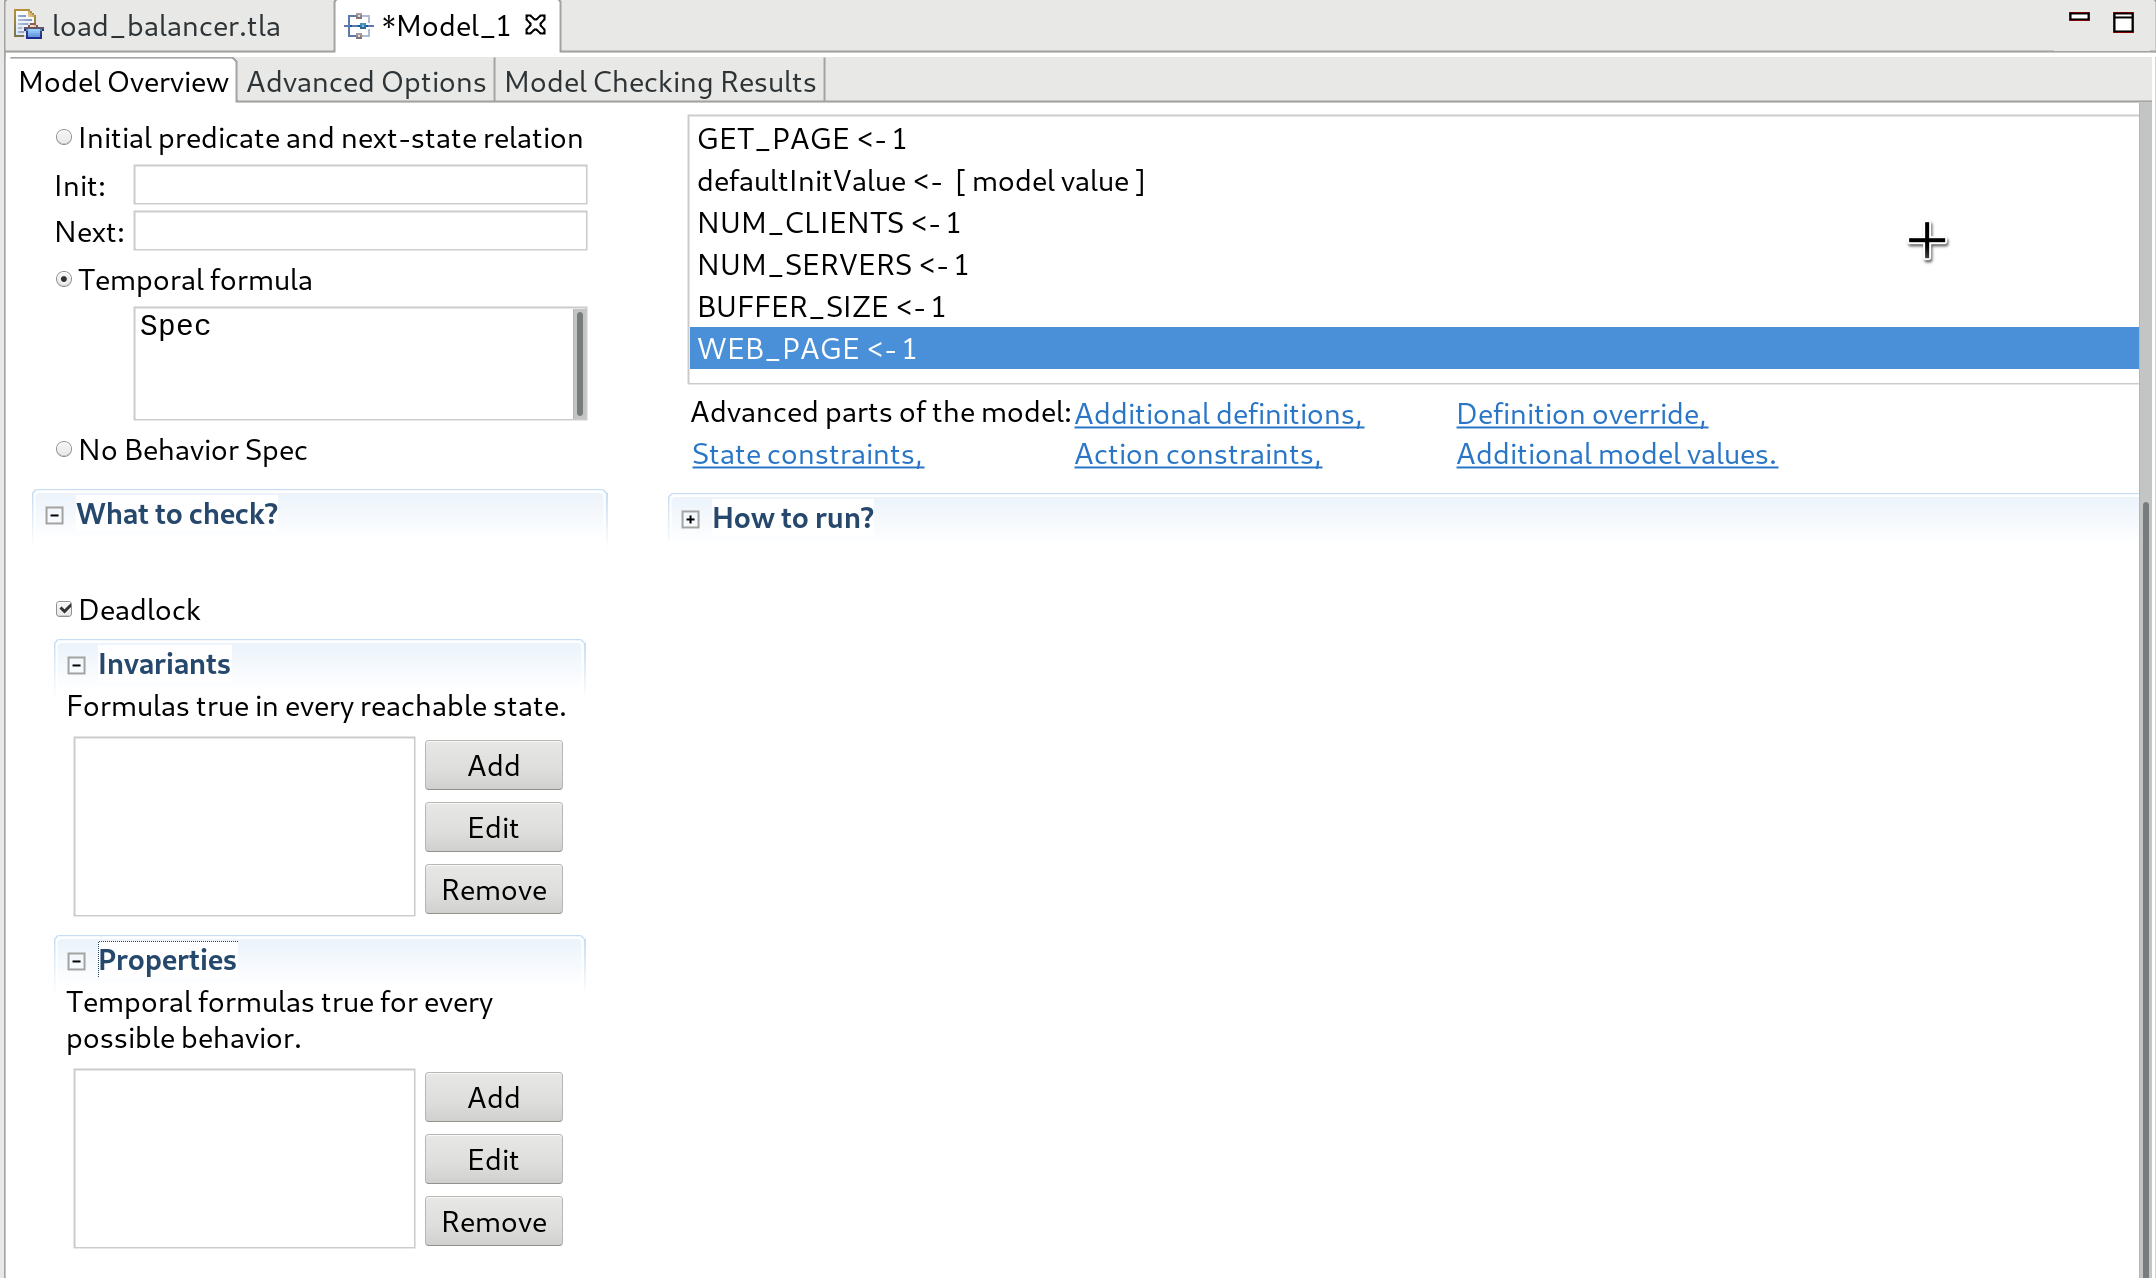 load_balancer.tla
*Model_1
Model Overview
Advanced Options
Model Checking Results
Initial predicate and next-state relation
Init:
Next:
Temporal formula
Spec
No Behavior Spec
What to check?
Deadlock
Invariants
Formulas true in every reachable state.
Add
Edit
Remove
Properties
Temporal formulas true for every
possible behavior.
Add
Edit
Remove
GET_PAGE <- 1
defaultInitValue <- [ model value ]
NUM_CLIENTS <- 1
NUM_SERVERS <- 1
BUFFER_SIZE <- 1
WEB_PAGE <- 1
Advanced parts of the model: Additional definitions, Definition override,
State constraints, Action constraints, Additional model values.
How to run?